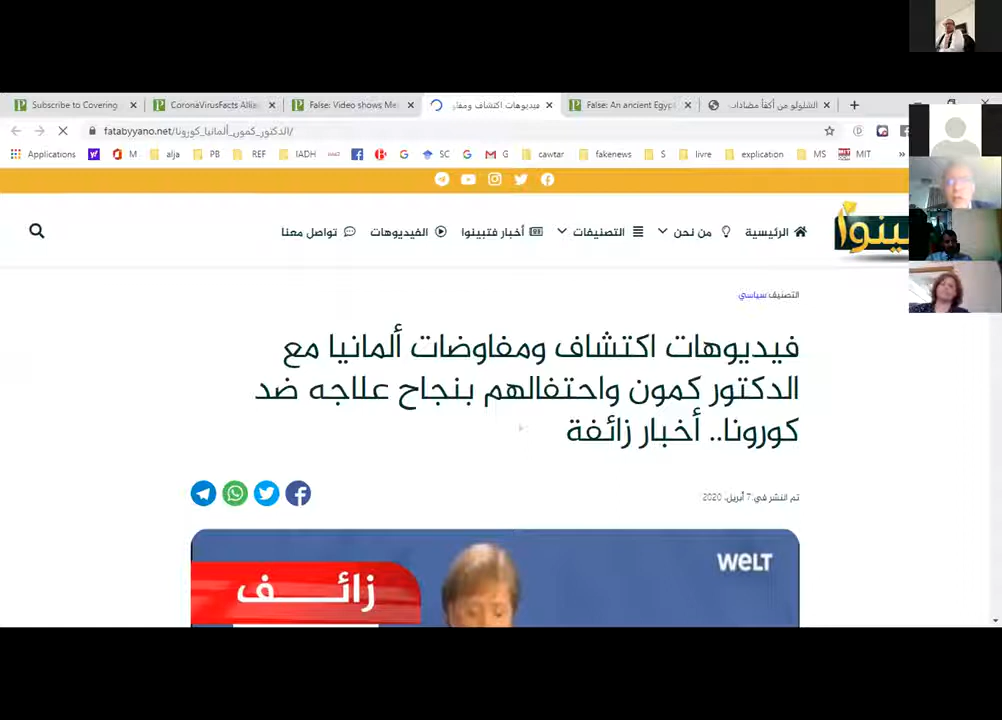 Subscribe to Covering
CoronaVirusFacts Allia
False: Video shows Me
فيديوهات اكتشاف ومفاو
False: An ancient Egypt
الشلولو من أكفأ مضادات
fatabyyano.net/الدكتور_كمون_ألمانيا_كورونا/
Applications
M
alja
PB
REF
IADH
SC
G
cawtar
fakenews
S
livre
explication
MS
MIT
»
الرئيسية
من نحن
التصنيفات
أخبار فتبينوا
الفيديوهات
تواصل معنا
التصنيف سياسي
فيديوهات اكتشاف ومفاوضات ألمانيا مع
الدكتور كمون واحتفالهم بنجاح علاجه ضد
كورونا.. أخبار زائفة
تم النشر في: 7 أبريل، 2020
WELT
زائــــف